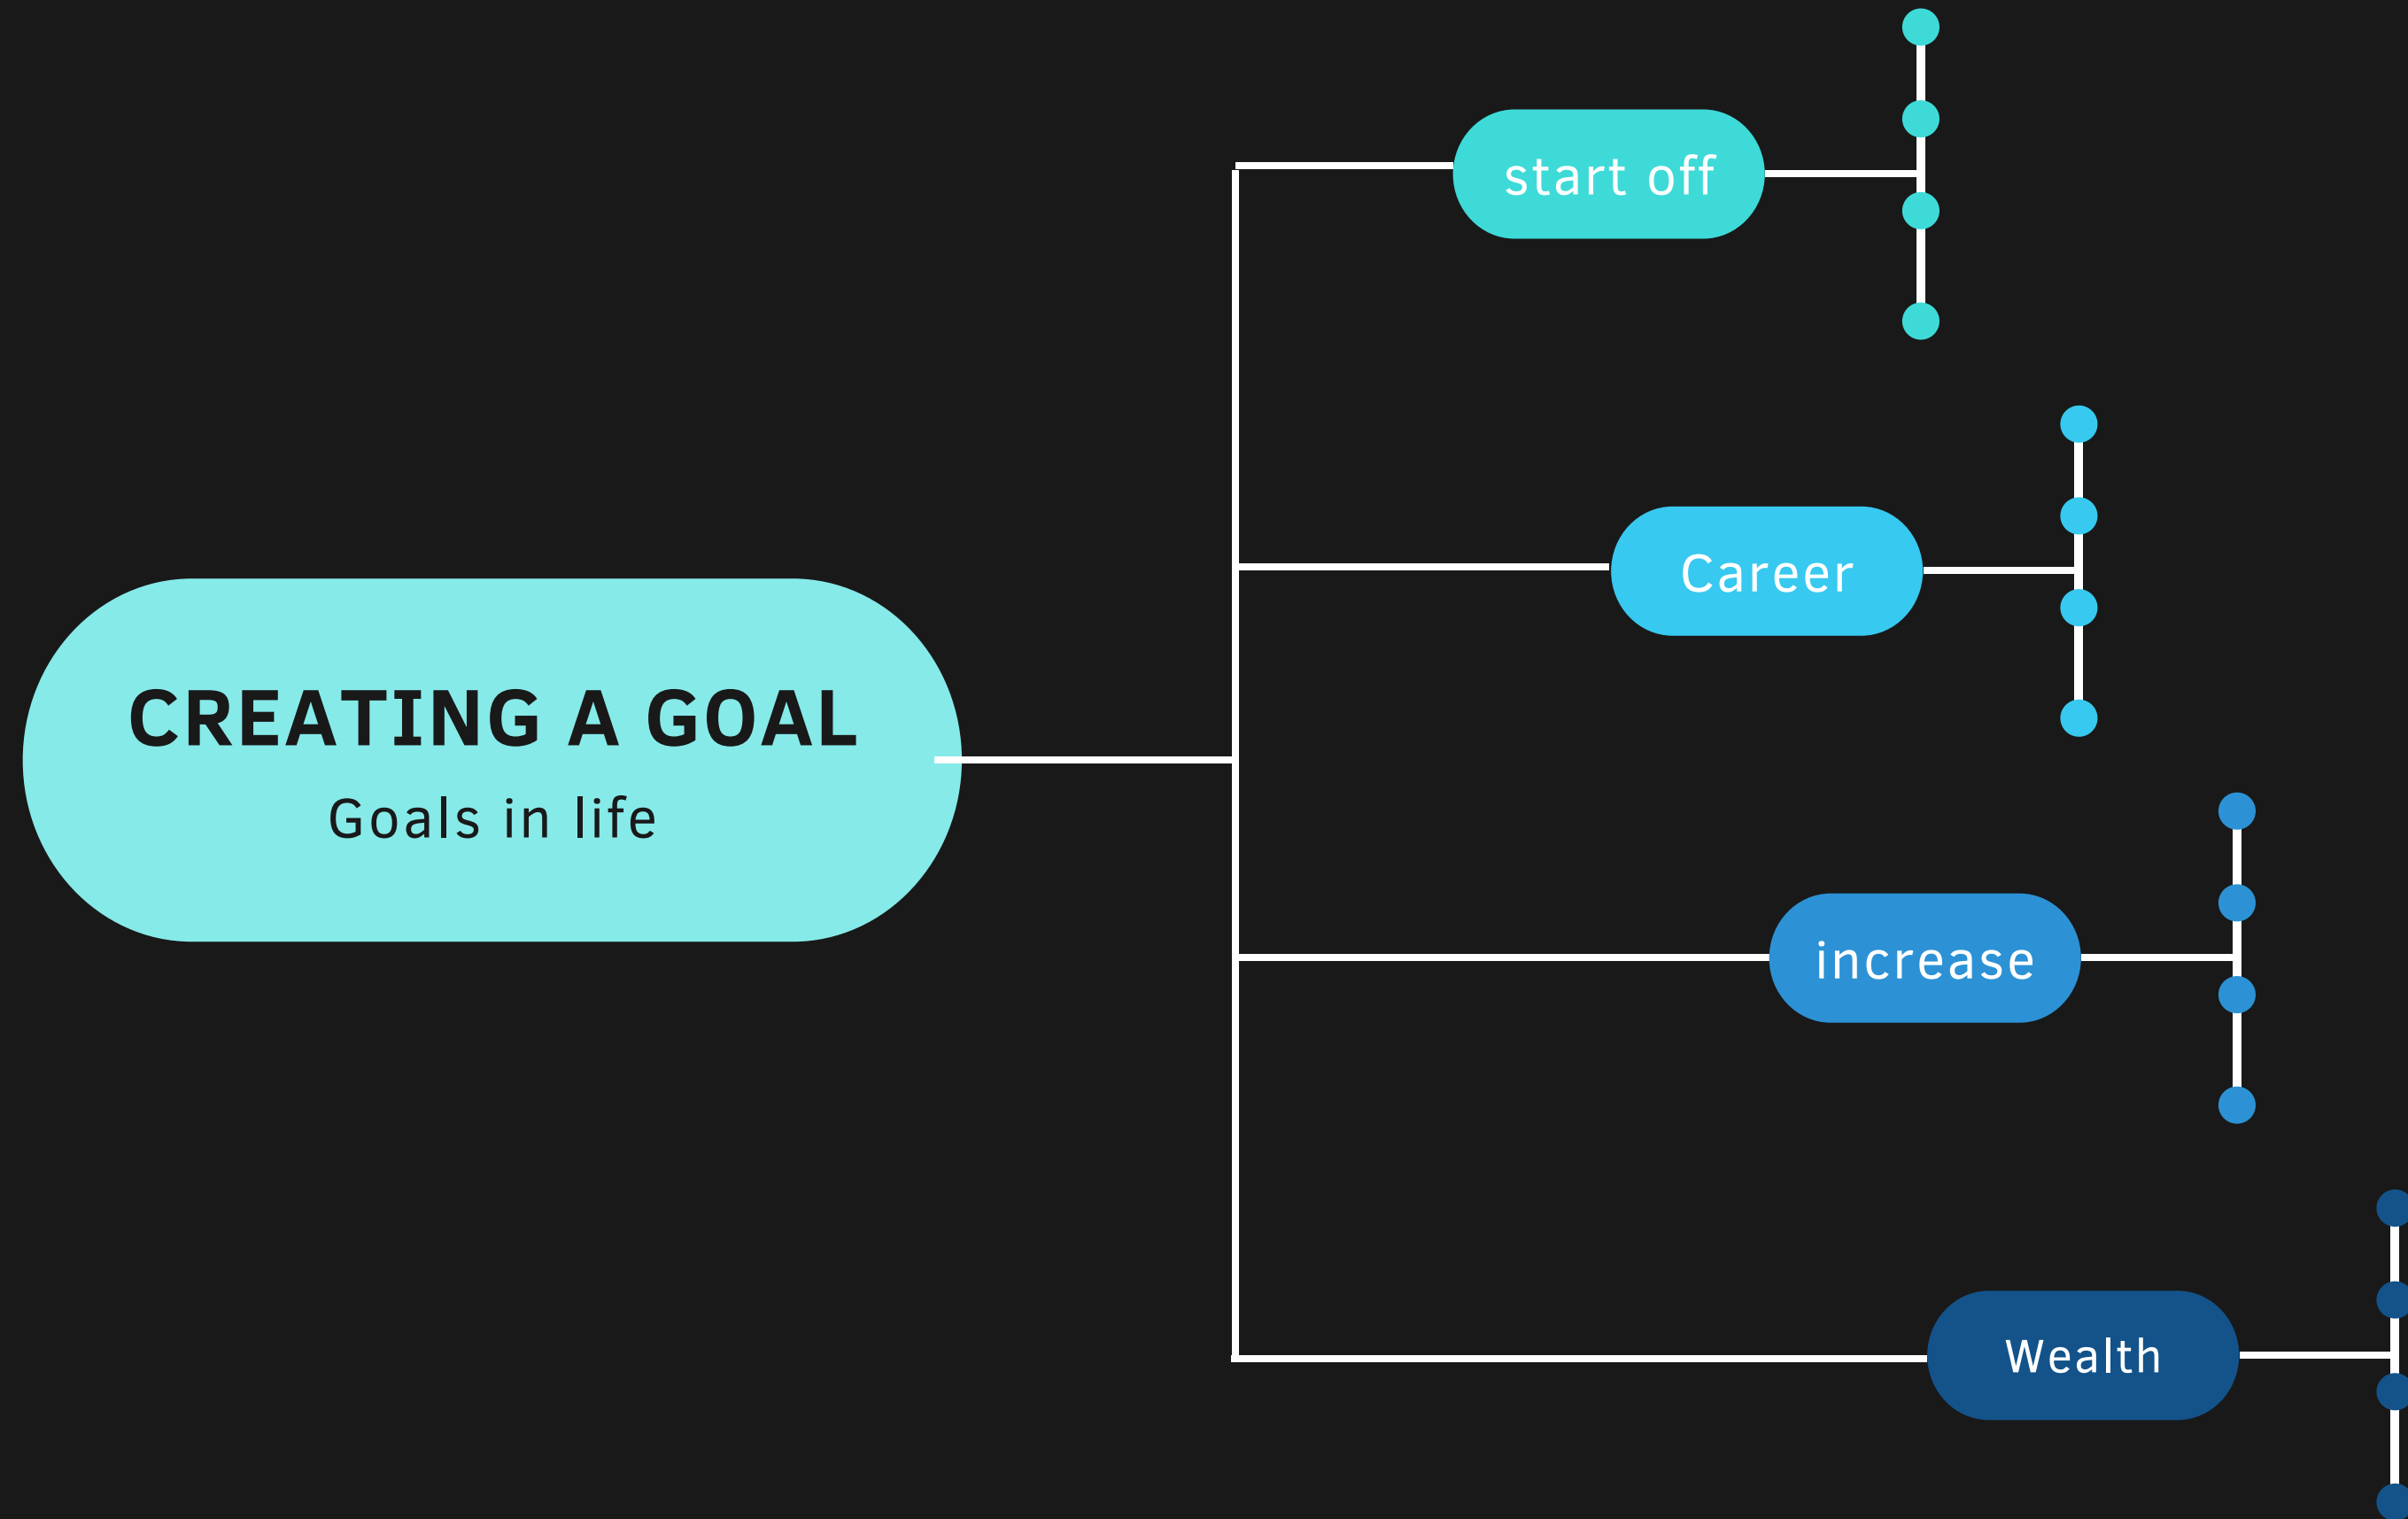 CREATING A GOAL
Goals in life
start off
Career
increase
Wealth